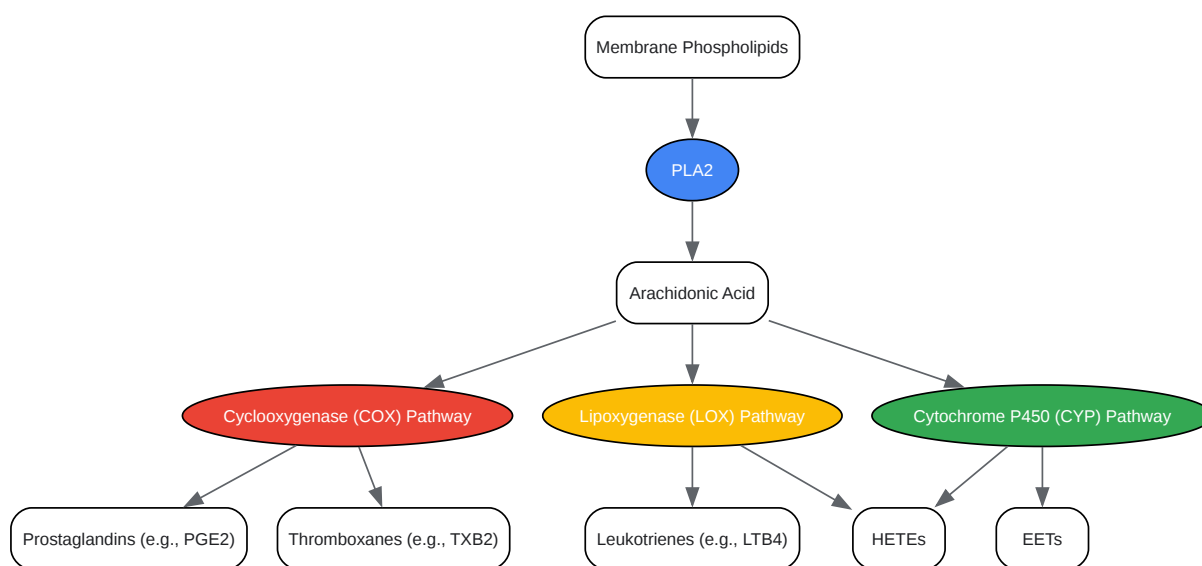 Membrane Phospholipids
PLA2
Arachidonic Acid
Cyclooxygenase (COX) Pathway
Lipoxygenase (LOX) Pathway
Cytochrome P450 (CYP) Pathway
Prostaglandins (e.g., PGE2)
Thromboxanes (e.g., TXB2)
Leukotrienes (e.g., LTB4)
HETEs
EETs